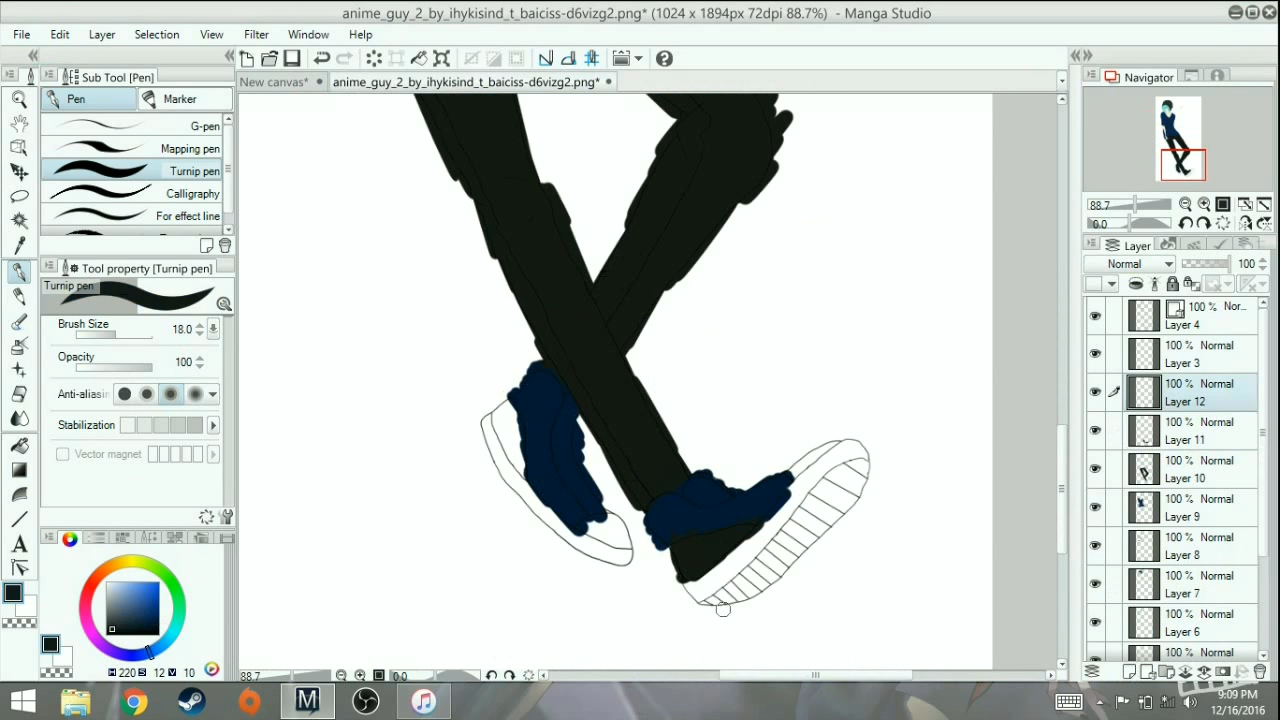 anime_guy_2_by_ihykisind_t_baiciss-d6vizg2.png* (1024 x 1894px 72dpi 88.7%) - Manga Studio
File Edit Layer Selection View Filter Window Help
Sub Tool [Pen]
New canvas*
anime_guy_2_by_ihykisind_t_baiciss-d6vizg2.png*
Navigator
Pen
Marker
G-pen
Mapping pen
Turnip pen
Calligraphy
For effect line
88.7
0.0
Layer
Normal 100
Tool property [Turnip pen]
Turnip pen
Brush Size 18.0
Opacity 100
Anti-aliasin
Stabilization
Vector magnet
100 % Nor...
Layer 4
100 % Normal
Layer 3
100 % Normal
Layer 12
100 % Normal
Layer 11
100 % Normal
Layer 10
100 % Normal
Layer 9
100 % Normal
Layer 8
100 % Normal
Layer 7
100 % Normal
Layer 6
100 % Normal
H 220 S 12 V 10
88.7 0.0
9:09 PM
12/16/2016